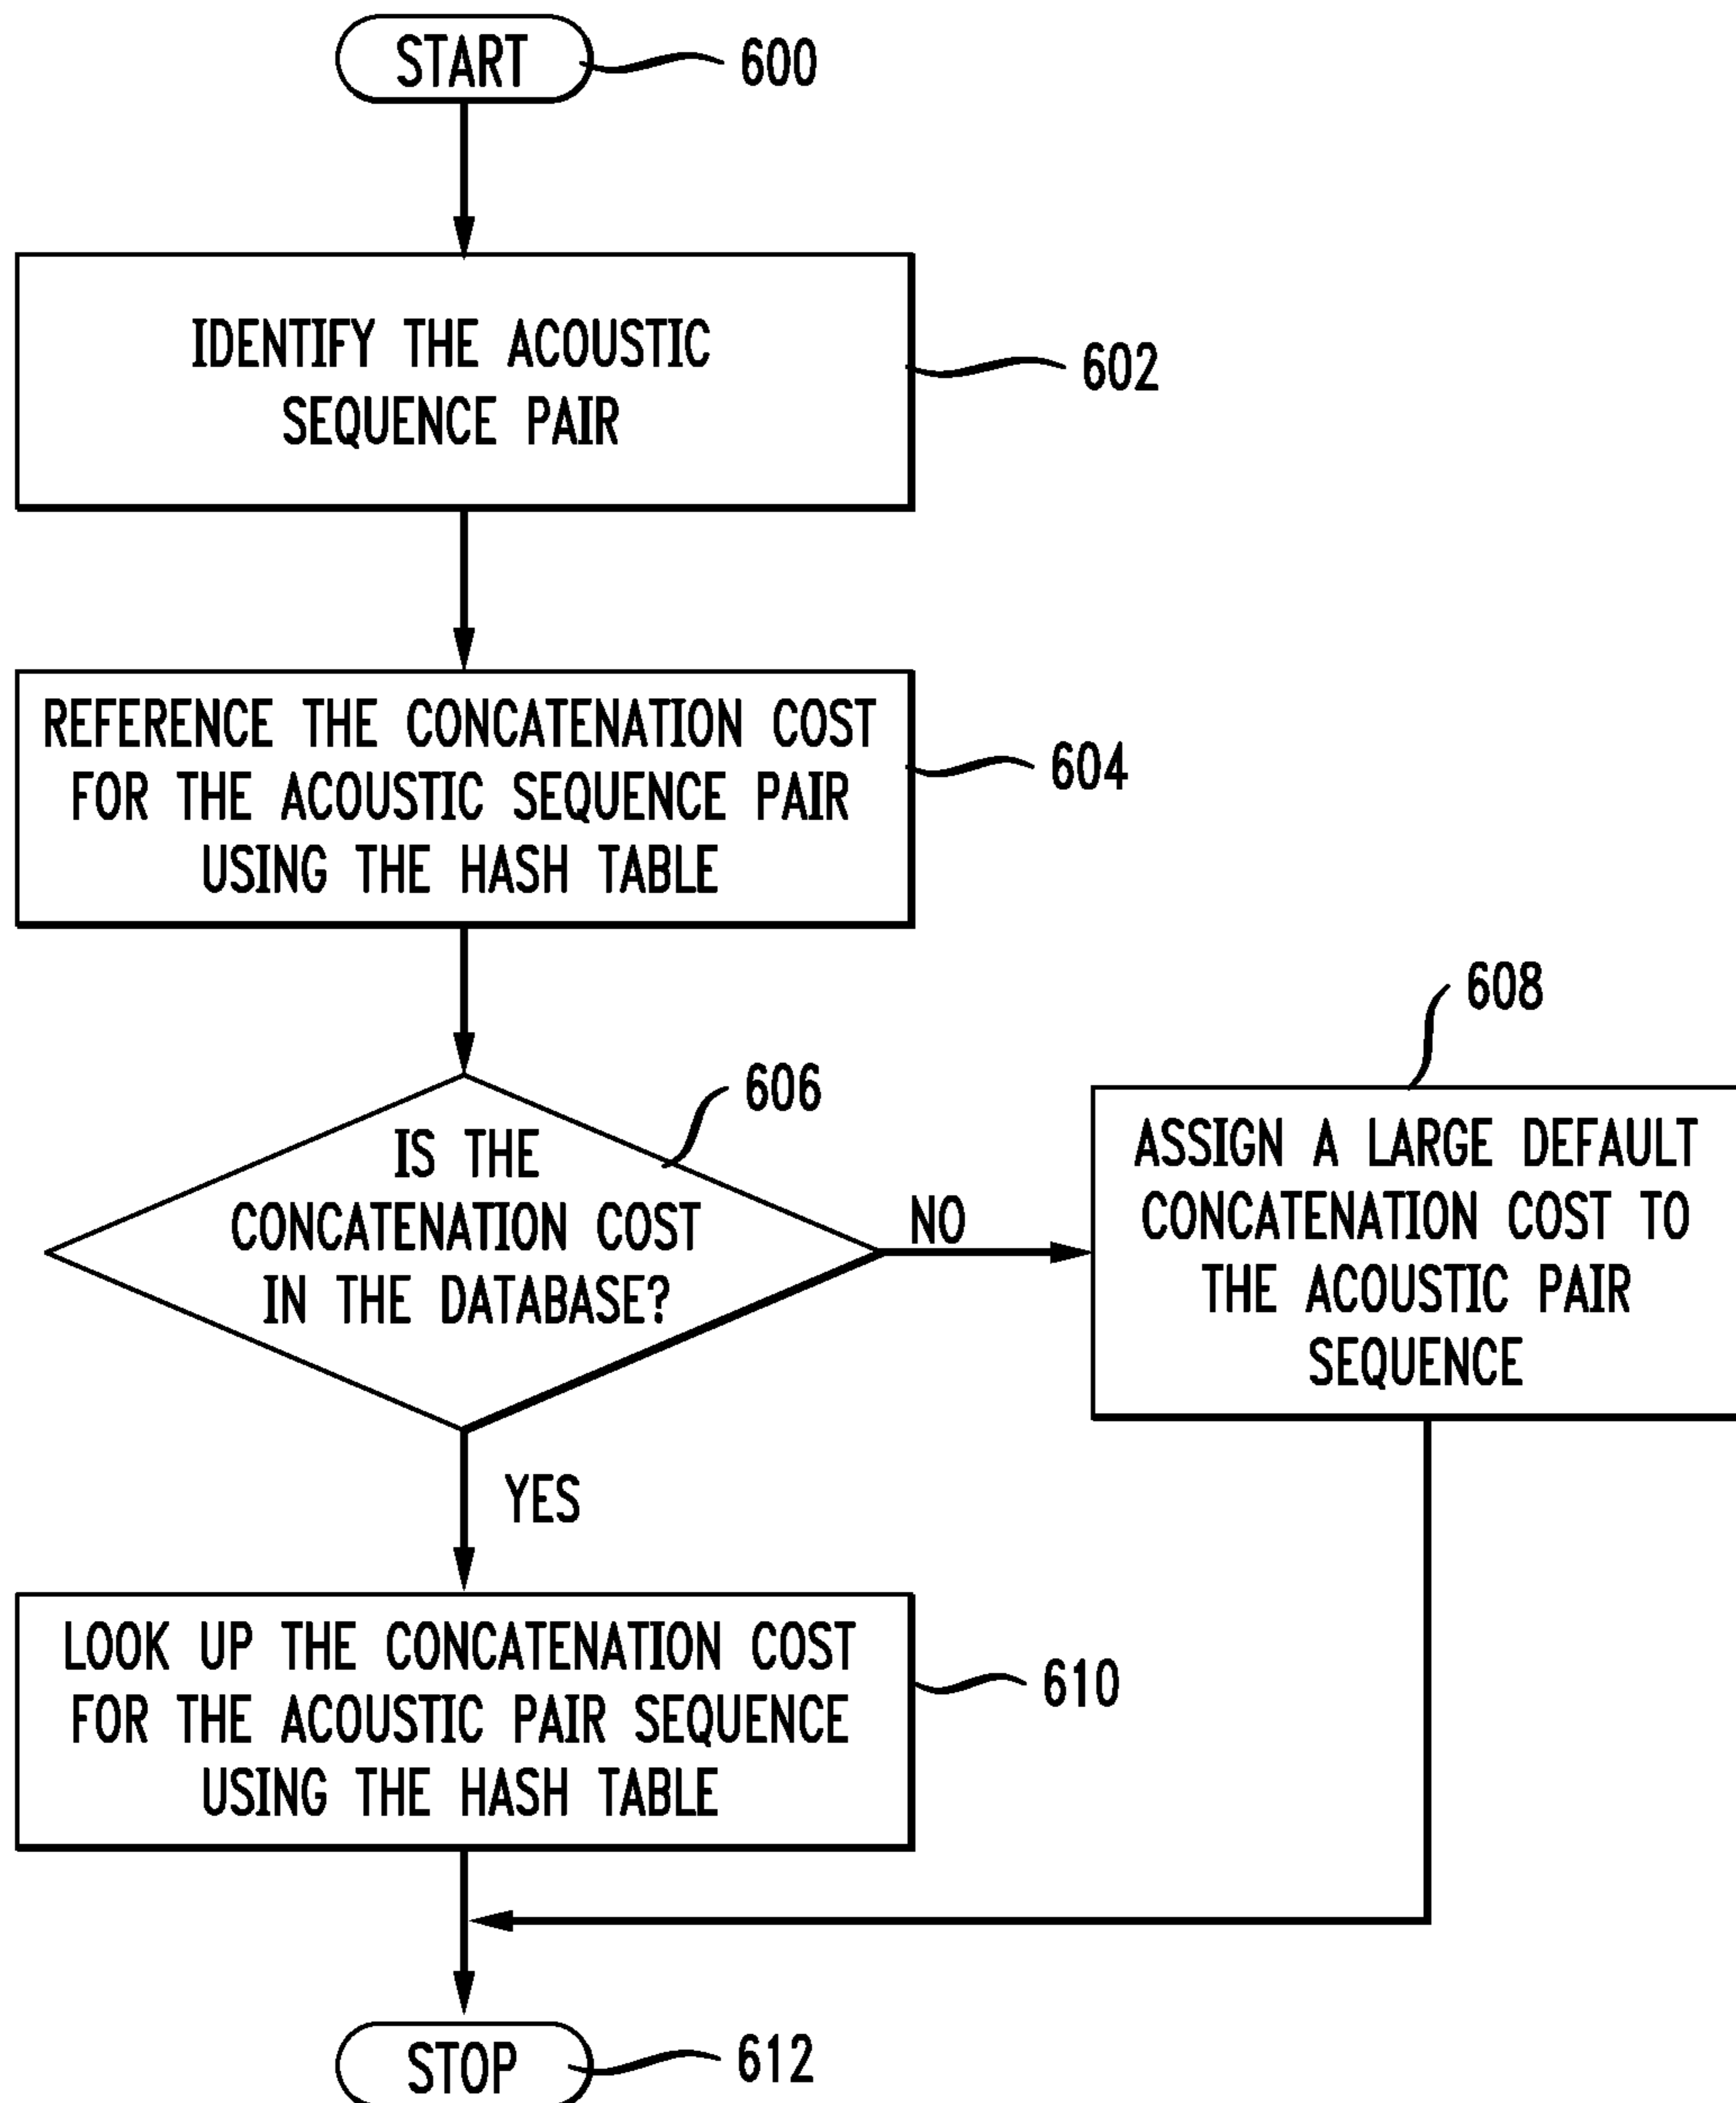 START
600
IDENTIFY THE ACOUSTIC
SEQUENCE PAIR
602
REFERENCE THE CONCATENATION COST
FOR THE ACOUSTIC SEQUENCE PAIR
USING THE HASH TABLE
604
IS THE
CONCATENATION COST
IN THE DATABASE?
606
NO
608
ASSIGN A LARGE DEFAULT
CONCATENATION COST TO
THE ACOUSTIC PAIR
SEQUENCE
YES
LOOK UP THE CONCATENATION COST
FOR THE ACOUSTIC PAIR SEQUENCE
USING THE HASH TABLE
610
STOP
612